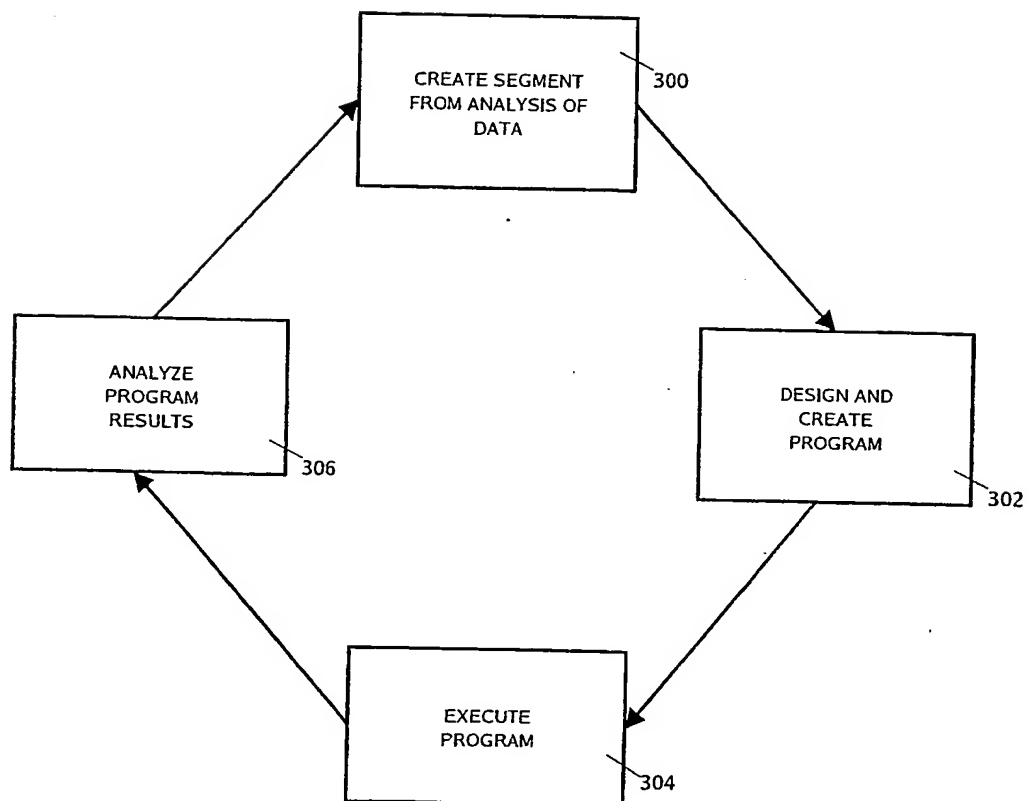 CREATE SEGMENT
FROM ANALYSIS OF
DATA
300
DESIGN AND
CREATE
PROGRAM
302
EXECUTE
PROGRAM
304
ANALYZE
PROGRAM
RESULTS
306